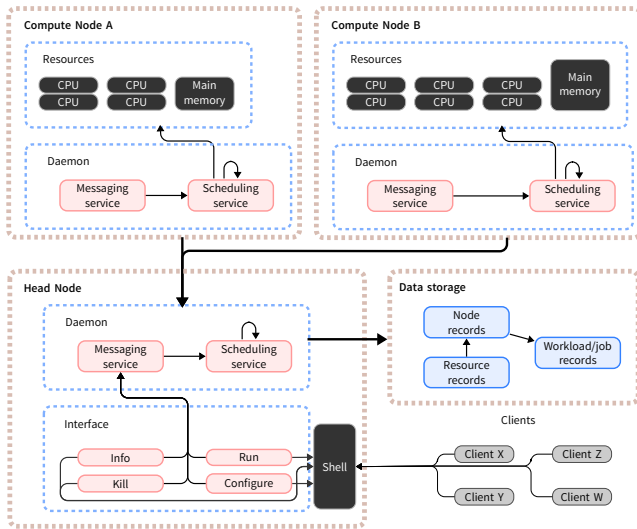 Compute Node A
Resources
CPU
CPU
CPU
CPU
Main
memory
Daemon
Messaging
service
Scheduling
service
Compute Node B
Resources
CPU
CPU
CPU
CPU
CPU
CPU
Main
memory
Daemon
Messaging
service
Scheduling
service
Head Node
Daemon
Messaging
service
Scheduling
service
Interface
Info
Run
Kill
Configure
Shell
Data storage
Node
records
Resource
records
Workload/job
records
Clients
Client X
Client Z
Client Y
Client W